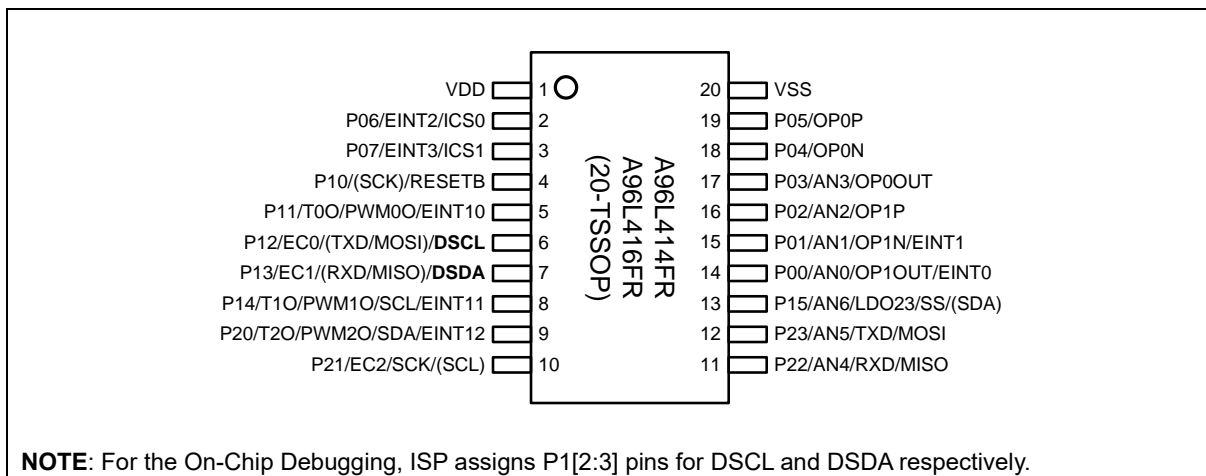 VDD 1 20 VSS
P06/EINT2/ICS0 2 19 P05/OP0P
P07/EINT3/ICS1 3 18 P04/OP0N
P10/(SCK)/RESETB 4 17 P03/AN3/OP0OUT
P11/T0O/PWM0O/EINT10 5 16 P02/AN2/OP1P
P12/EC0/(TXD/MOSI)/DSCL 6 15 P01/AN1/OP1N/EINT1
P13/EC1/(RXD/MISO)/DSDA 7 14 P00/AN0/OP1OUT/EINT0
P14/T1O/PWM1O/SCL/EINT11 8 13 P15/AN6/LDO23/SS/(SDA)
P20/T2O/PWM2O/SDA/EINT12 9 12 P23/AN5/TXD/MOSI
P21/EC2/SCK/(SCL) 10 11 P22/AN4/RXD/MISO
A96L414FR
A96L416FR
(20-TSSOP)
NOTE: For the On-Chip Debugging, ISP assigns P1[2:3] pins for DSCL and DSDA respectively.